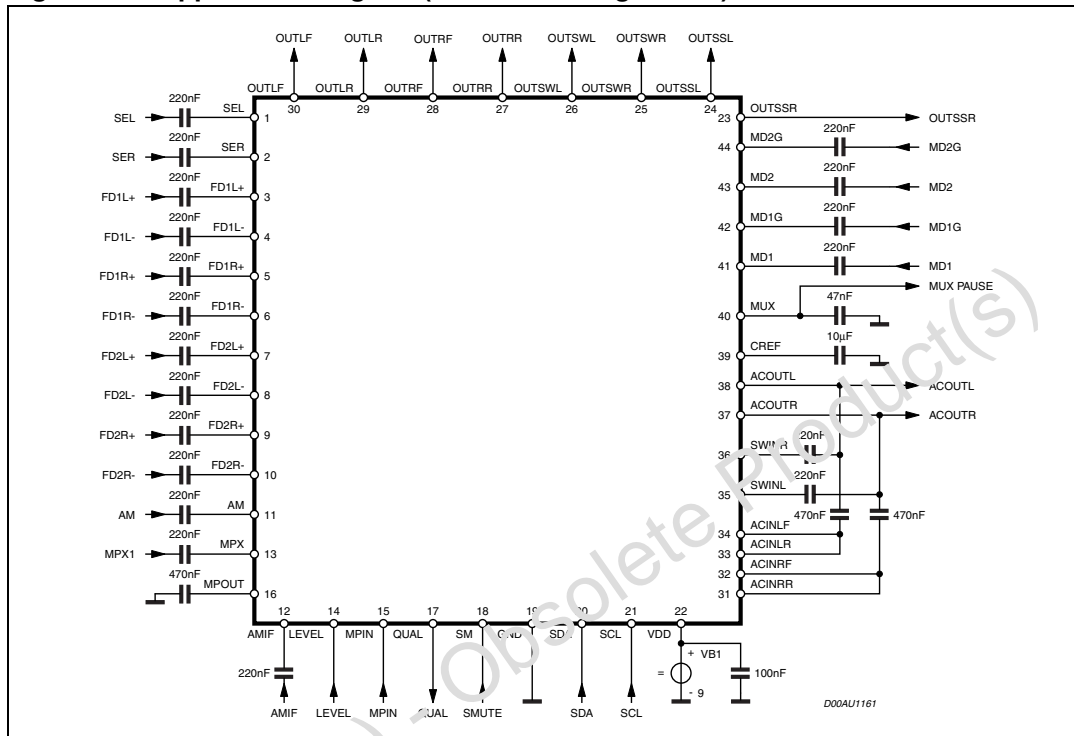 OUTLF OUTLR OUTRF OUTRR OUTSWL OUTSWR OUTSSL
OUTLF OUTLR OUTRF OUTRR OUTSWL OUTSWR OUTSSL
30 29 28 27 26 25 24
SEL 220nF SEL 1
SER 220nF SER 2
FD1L+ 220nF FD1L+ 3
FD1L- 220nF FD1L- 4
FD1R+ 220nF FD1R+ 5
FD1R- 220nF FD1R- 6
FD2L+ 220nF FD2L+ 7
FD2L- 220nF FD2L- 8
FD2R+ 220nF FD2R+ 9
FD2R- 220nF FD2R- 10
AM 220nF AM 11
MPX1 220nF MPX 13
470nF MPOUT 16
23 OUTSSR OUTSSR
44 MD2G 220nF MD2G
43 MD2 220nF MD2
42 MD1G 220nF MD1G
41 MD1 220nF MD1
MUX PAUSE
40 MUX 47nF
39 CREF 10µF
38 ACOUTL ACOUTL
37 ACOUTR ACOUTR
36 SWINR 220nF
35 SWINL 220nF
470nF 470nF
34 ACINLF
33 ACINLR
32 ACINRF
31 ACINRR
12 14 15 17 18 19 20 21 22
AMIF LEVEL MPIN QUAL SM GND SDA SCL VDD
220nF
+ VB1
=
- 9
100nF
AMIF LEVEL MPIN QUAL SMUTE SDA SCL
D00AU1161
) - Obsolete Product(s)